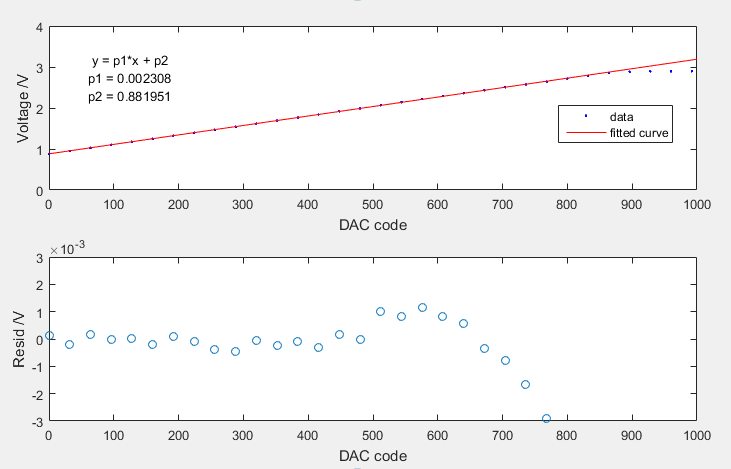 4
3
2
1
0
Voltage /V
y = p1*x + p2
p1 = 0.002308
p2 = 0.881951
data
fitted curve
0 100 200 300 400 500 600 700 800 900 1000
DAC code
×10⁻³
3
2
1
0
-1
-2
-3
Resid /V
0 100 200 300 400 500 600 700 800 900 1000
DAC code